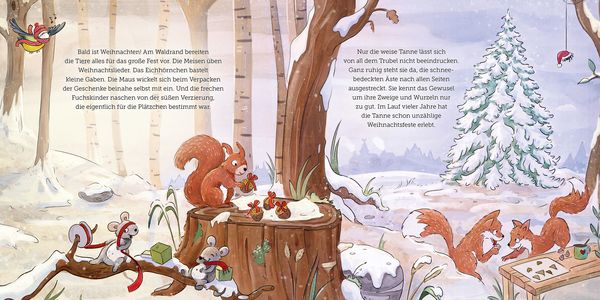 Bald ist Weihnachten! Am Waldrand bereiten
die Tiere alles für das große Fest vor. Die Meisen üben
Weihnachtslieder. Das Eichhörnchen bastelt
kleine Gaben. Die Maus wickelt sich beim Verpacken
der Geschenke beinahe selbst mit ein. Und die frechen
Fuchskinder naschen von der süßen Verzierung,
die eigentlich für die Plätzchen bestimmt war.
Nur die weise Tanne lässt sich
von all dem Trubel nicht beeindrucken.
Ganz ruhig steht sie da, die schnee-
bedeckten Äste nach allen Seiten
ausgestreckt. Sie kennt das Gewusel
um ihre Zweige und Wurzeln nur
zu gut. Im Lauf vieler Jahre hat
die Tanne schon unzählige
Weihnachtsfeste erlebt.